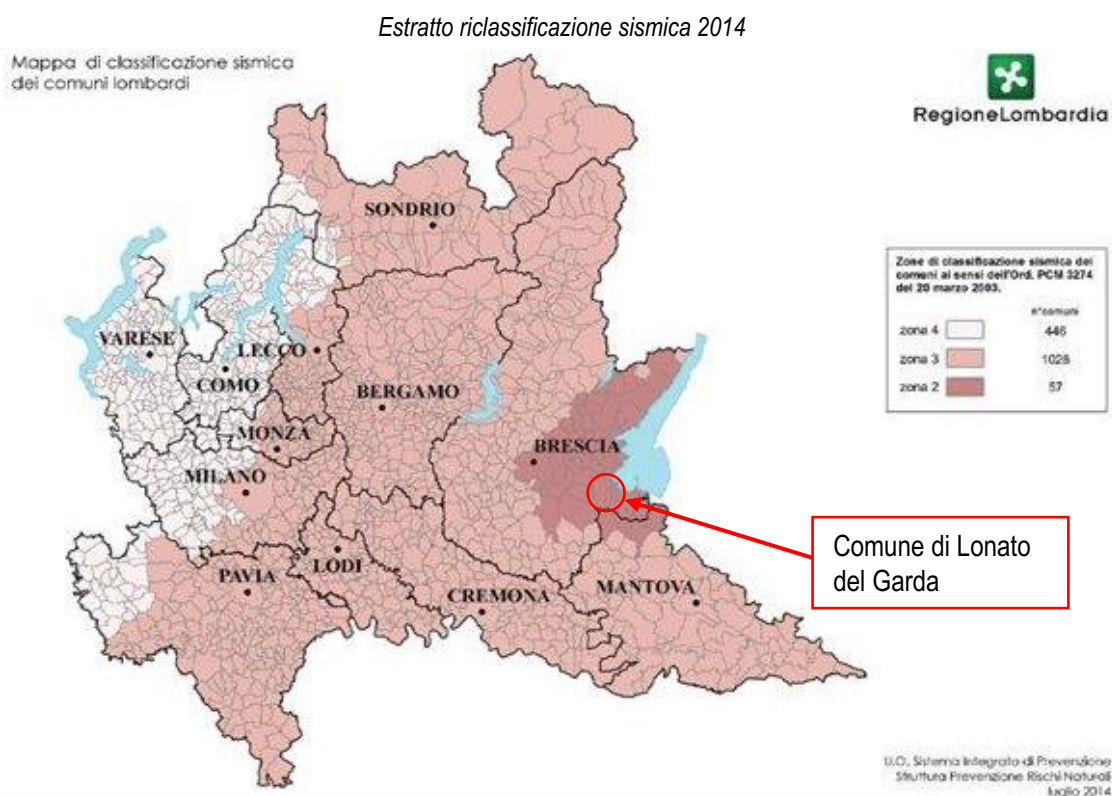 Estratto riclassificazione sismica 2014
Mappa di classificazione sismica
dei comuni lombardi
RegioneLombardia
SONDRIO
VARESE
LECCO
COMO
BERGAMO
MONZA
BRESCIA
MILANO
PAVIA
LODI
CREMONA
MANTOVA
Zone di classificazione sismica dei
comuni ai sensi dell'Ord. PCM 3274
del 20 marzo 2003.
n°comuni
zona 4 446
zona 3 1028
zona 2 57
Comune di Lonato
del Garda
U.O. Sistema Integrato di Prevenzione
Struttura Prevenzione Rischi Naturali
luglio 2014